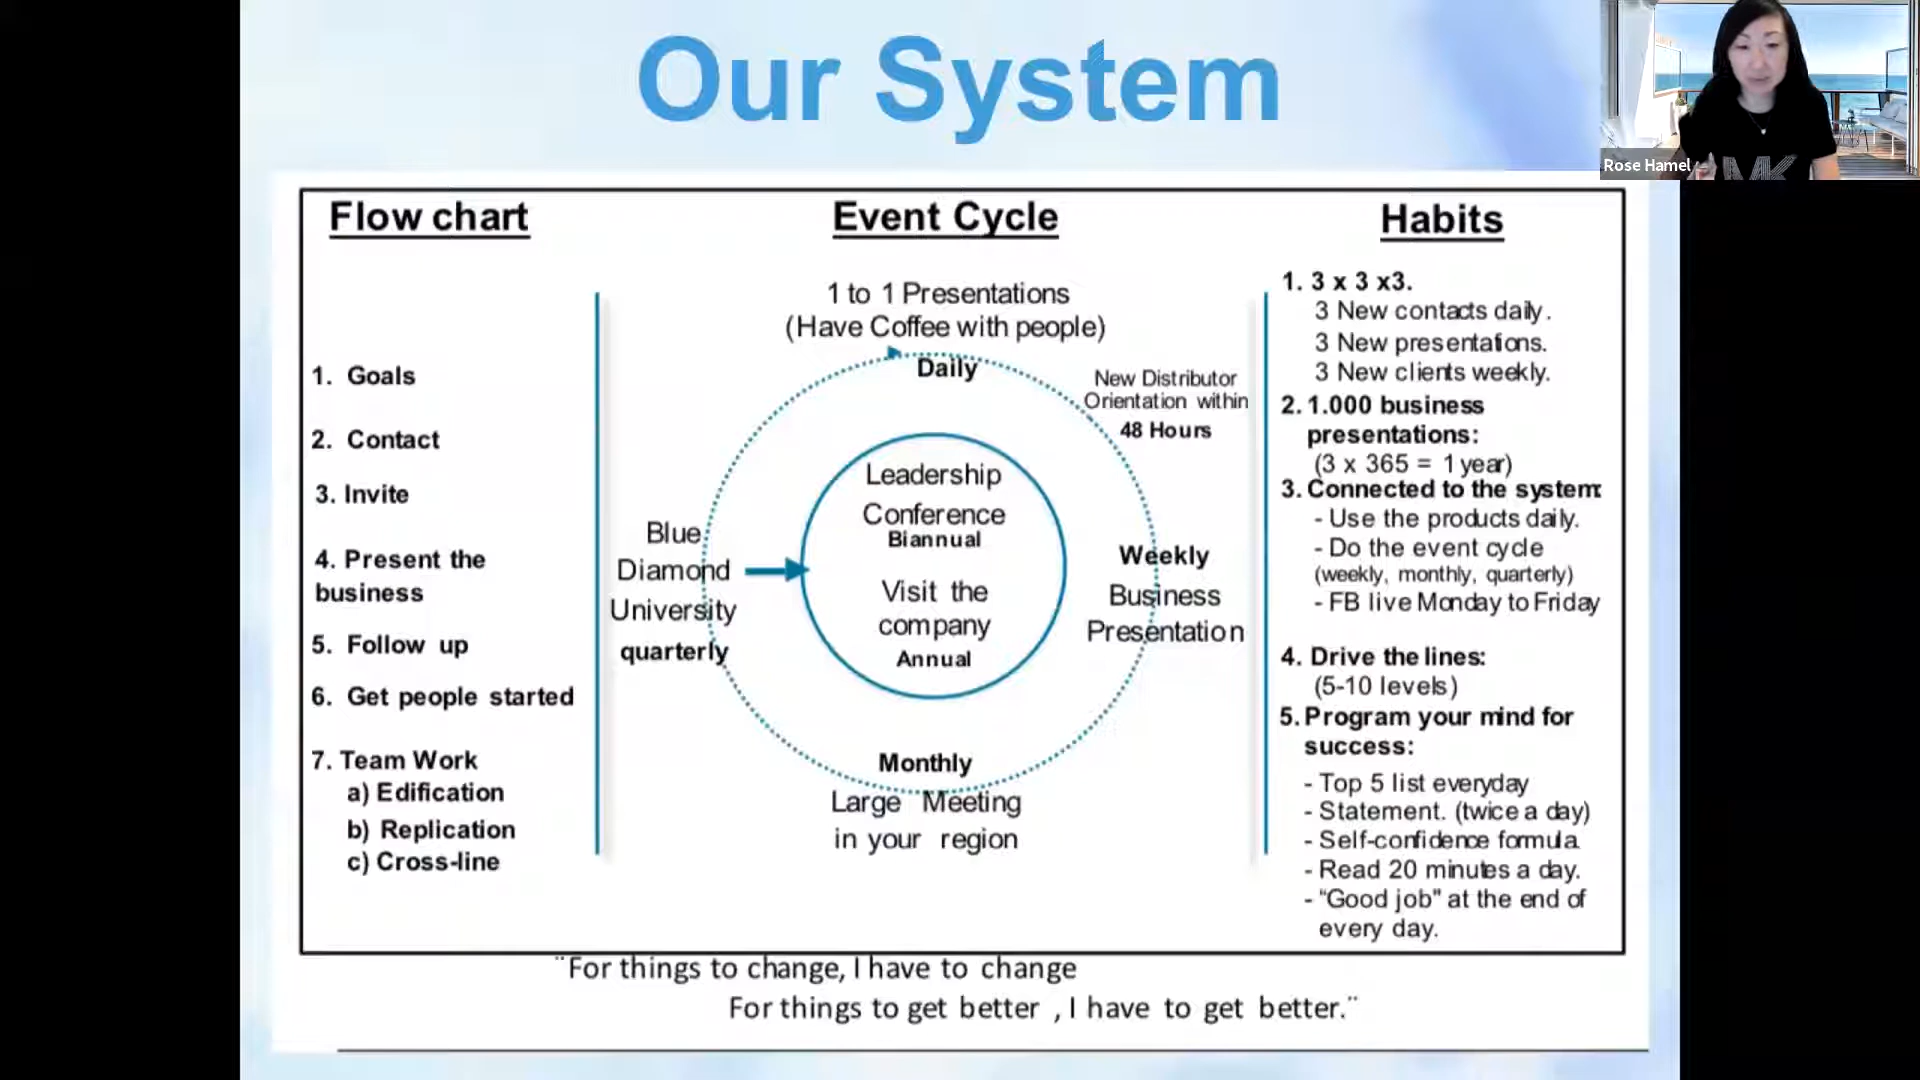 Our System
Rose Hamel
Flow chart
1. Goals
2. Contact
3. Invite
4. Present the
business
5. Follow up
6. Get people started
7. Team Work
a) Edification
b) Replication
c) Cross-line
Event Cycle
1 to 1 Presentations
(Have Coffee with people)
Daily
New Distributor
Orientation within
48 Hours
Leadership
Conference
Biannual
Visit the
company
Annual
Blue
Diamond
University
quarterly
Weekly
Business
Presentation
Monthly
Large Meeting
in your region
Habits
1. 3 x 3 x3.
3 New contacts daily.
3 New presentations.
3 New clients weekly.
2. 1.000 business
presentations:
(3 x 365 = 1 year)
3. Connected to the system:
- Use the products daily.
- Do the event cycle
(weekly, monthly, quarterly)
- FB live Monday to Friday
4. Drive the lines:
(5-10 levels)
5. Program your mind for
success:
- Top 5 list everyday
- Statement. (twice a day)
- Self-confidence formula.
- Read 20 minutes a day.
- “Good job" at the end of
every day.
¨For things to change, I have to change
For things to get better , I have to get better.¨